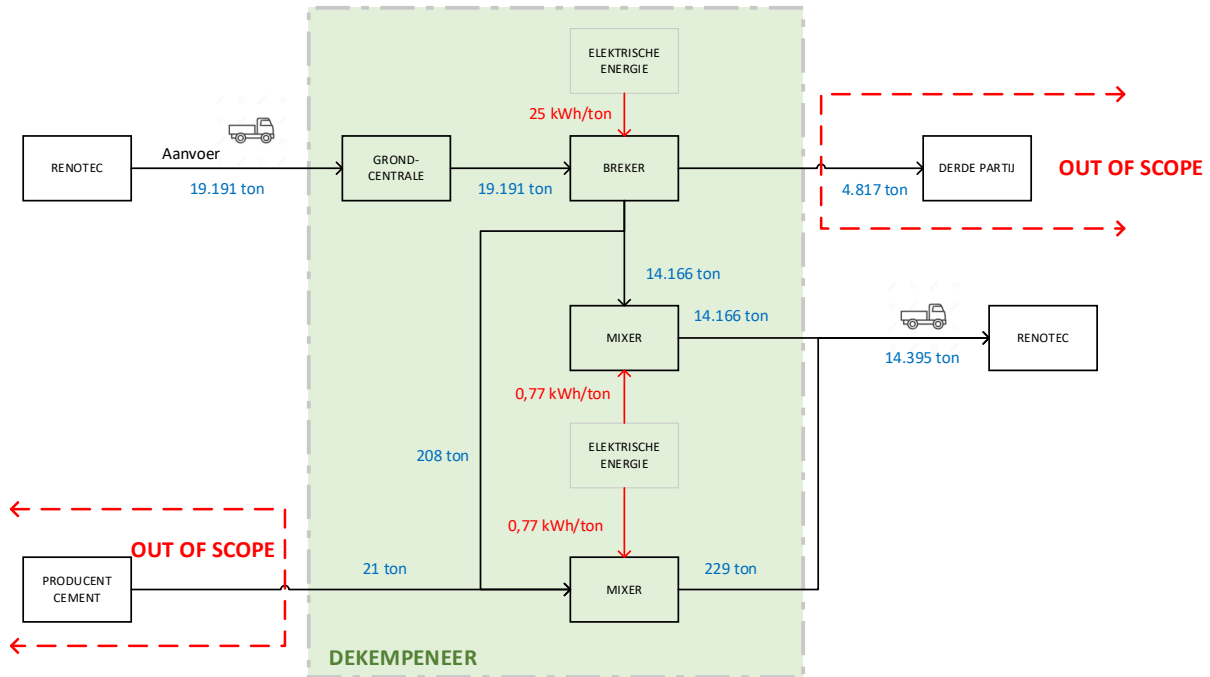 ELEKTRISCHE
ENERGIE
25 kWh/ton
RENOTEC
Aanvoer
19.191 ton
GROND-
CENTRALE
19.191 ton
BREKER
4.817 ton
DERDE PARTIJ
OUT OF SCOPE
14.166 ton
MIXER
14.166 ton
14.395 ton
RENOTEC
0,77 kWh/ton
ELEKTRISCHE
ENERGIE
208 ton
0,77 kWh/ton
OUT OF SCOPE
PRODUCENT
CEMENT
21 ton
MIXER
229 ton
DEKEMPENEER